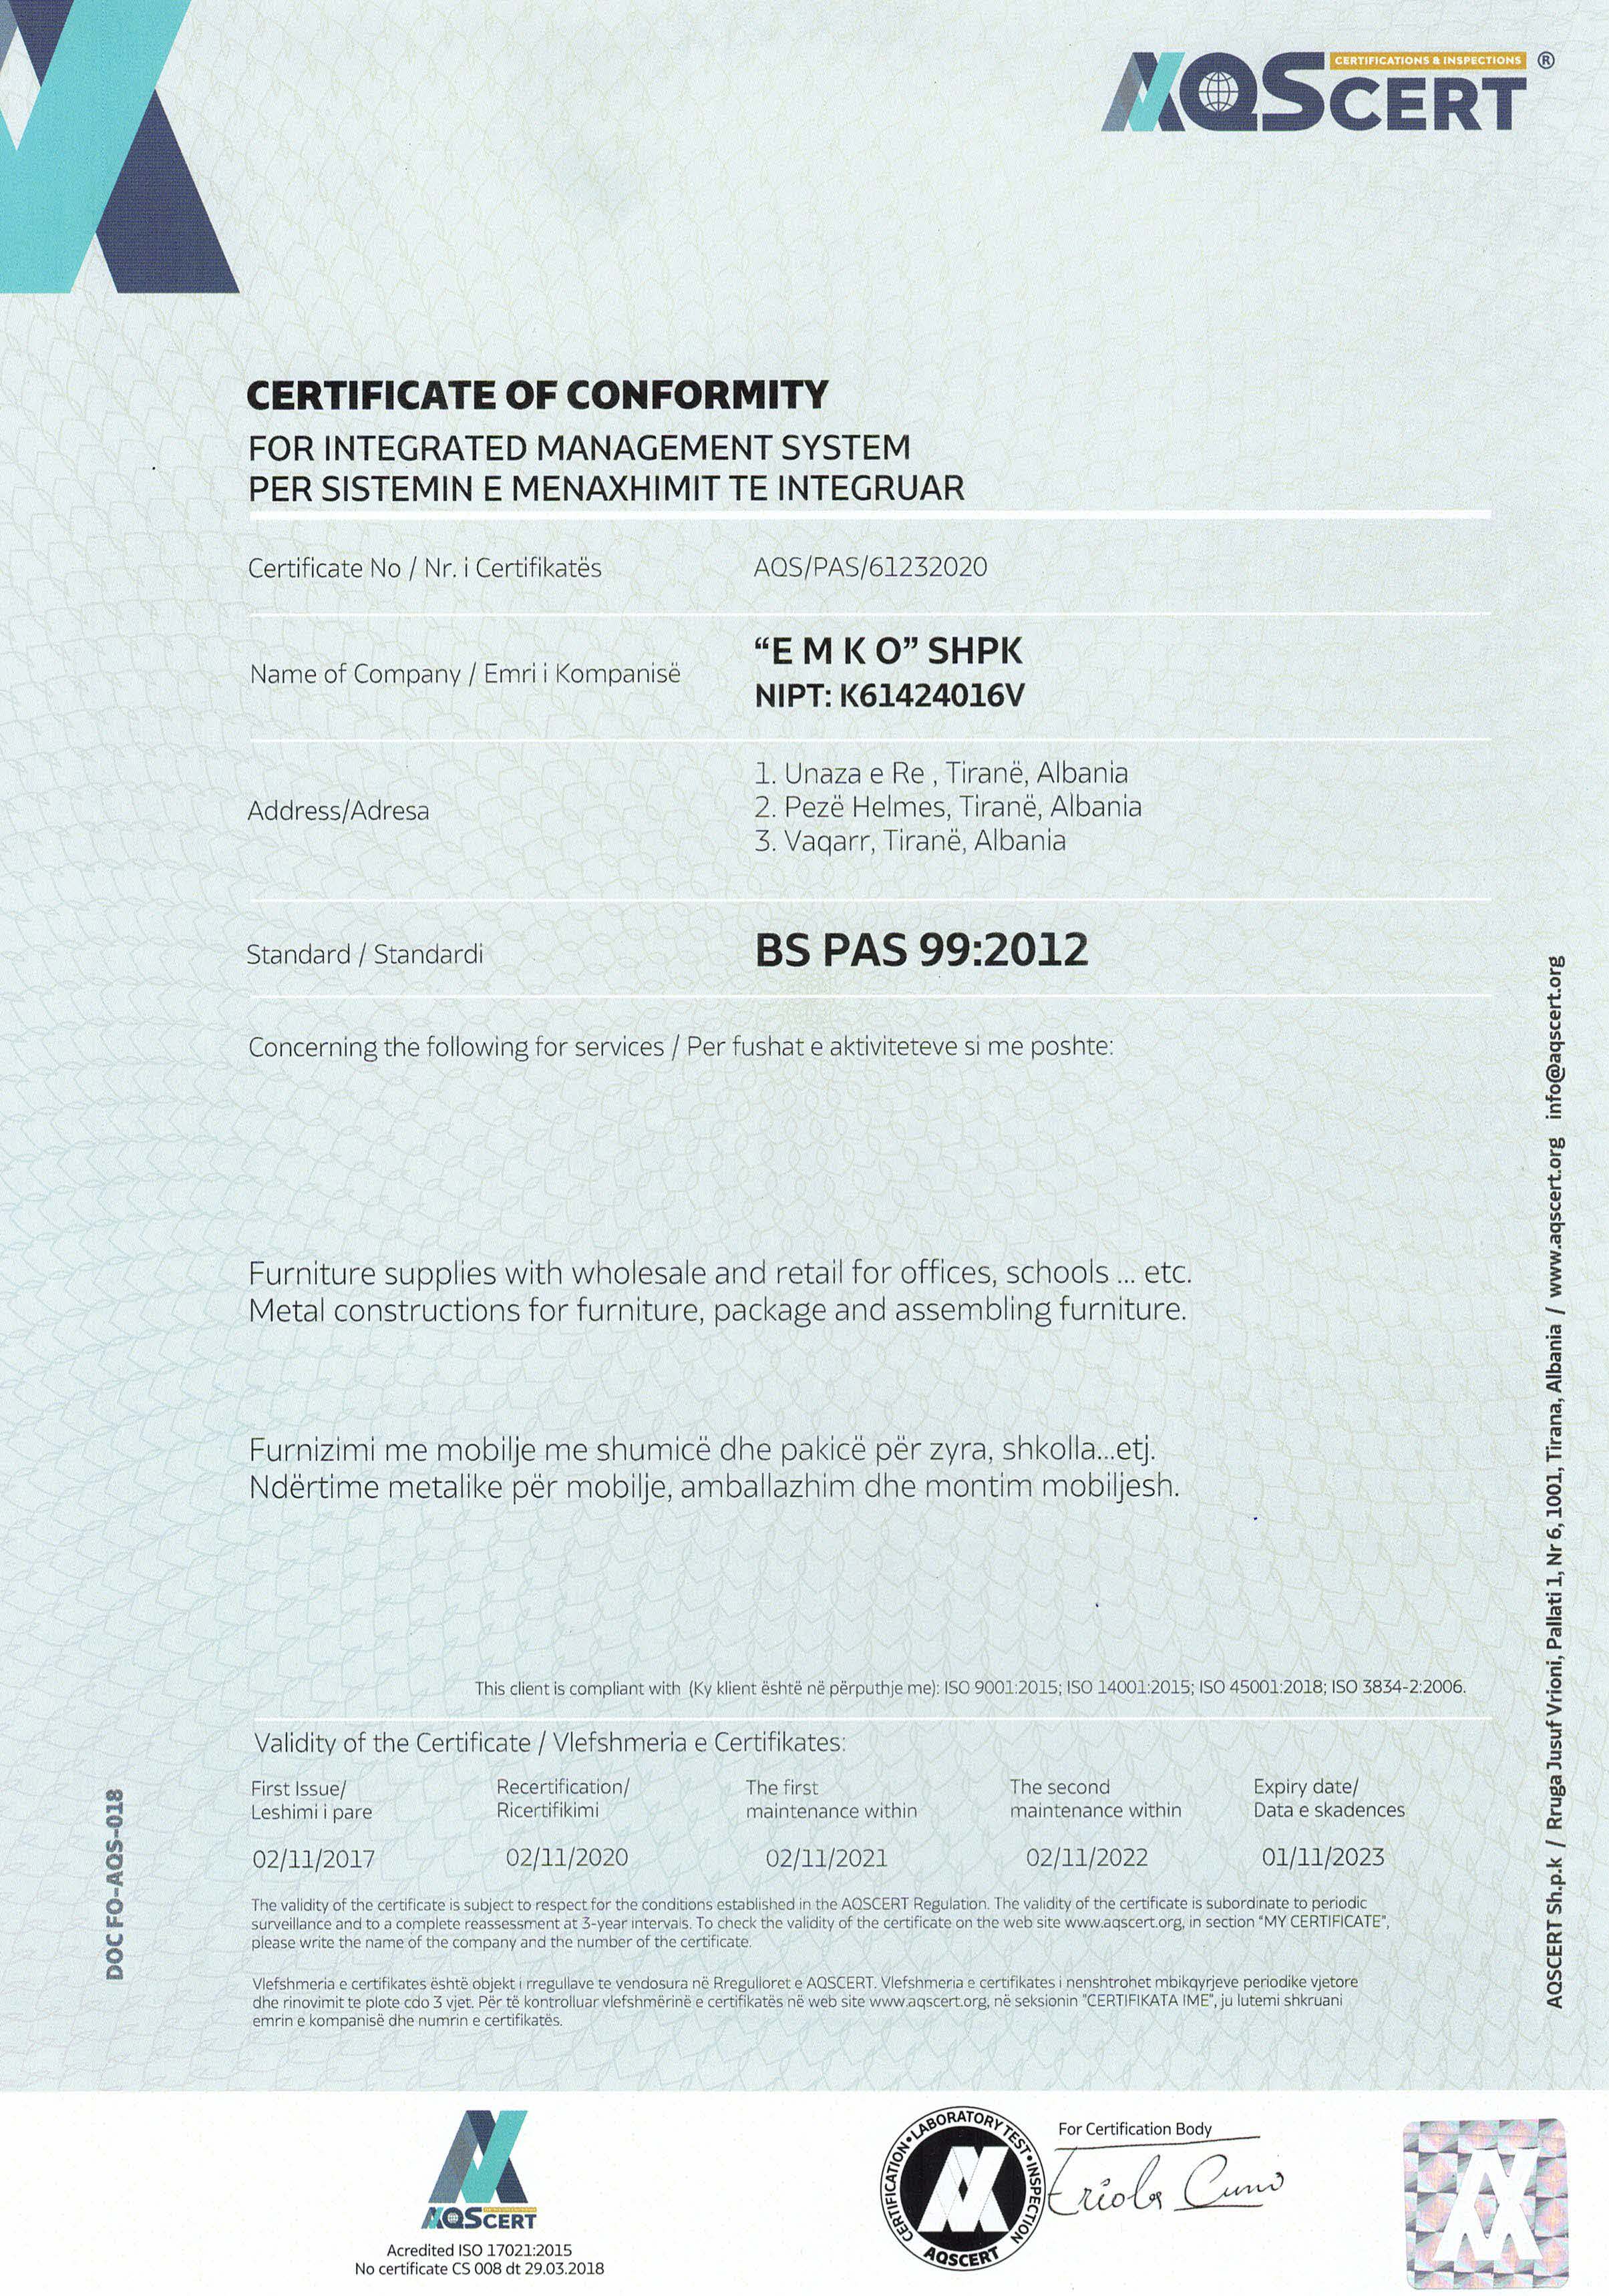 CERTIFICATIONS & INSPECTIONS ®
AQSCERT
CERTIFICATE OF CONFORMITY
FOR INTEGRATED MANAGEMENT SYSTEM
PER SISTEMIN E MENAXHIMIT TE INTEGRUAR
Certificate No / Nr. i Certifikatës AQS/PAS/61232020
Name of Company / Emri i Kompanisë
“E M K O” SHPK
NIPT: K61424016V
Address/Adresa
1. Unaza e Re , Tiranë, Albania
2. Pezë Helmes, Tiranë, Albania
3. Vaqarr, Tiranë, Albania
Standard / Standardi BS PAS 99:2012
Concerning the following for services / Per fushat e aktiviteteve si me poshte:
Furniture supplies with wholesale and retail for offices, schools ... etc.
Metal constructions for furniture, package and assembling furniture.
Furnizimi me mobilje me shumicë dhe pakicë për zyra, shkolla...etj.
Ndërtime metalike për mobilje, amballazhim dhe montim mobiljesh.
This client is compliant with (Ky klient është në përputhje me): ISO 9001:2015; ISO 14001:2015; ISO 45001:2018; ISO 3834-2:2006.
Validity of the Certificate / Vlefshmeria e Certifikates:
First Issue/ Recertification/ The first The second Expiry date/
Leshimi i pare Ricertifikimi maintenance within maintenance within Data e skadences
02/11/2017 02/11/2020 02/11/2021 02/11/2022 01/11/2023
The validity of the certificate is subject to respect for the conditions established in the AQSCERT Regulation. The validity of the certificate is subordinate to periodic
surveillance and to a complete reassessment at 3-year intervals. To check the validity of the certificate on the web site www.aqscert.org, in section "MY CERTIFICATE",
please write the name of the company and the number of the certificate.
Vlefshmeria e certifikates është objekt i rregullave te vendosura në Rregulloret e AQSCERT. Vlefshmeria e certifikates i nenshtrohet mbikqyrjeve periodike vjetore
dhe rinovimit te plote cdo 3 vjet. Për të kontrolluar vlefshmërinë e certifikatës në web site www.aqscert.org, në seksionin "CERTIFIKATA IME", ju lutemi shkruani
emrin e kompanisë dhe numrin e certifikatës.
DOC FO-AQS-018
AQSCERT Sh.p.k / Rruga Jusuf Vrioni, Pallati 1, Nr 6, 1001, Tirana, Albania / www.aqscert.org info@aqscert.org
AQSCERT
Acredited ISO 17021:2015
No certificate CS 008 dt 29.03.2018
CERTIFICATION • LABORATORY TEST • INSPECTION
AQSCERT
For Certification Body
Eriola Cuno